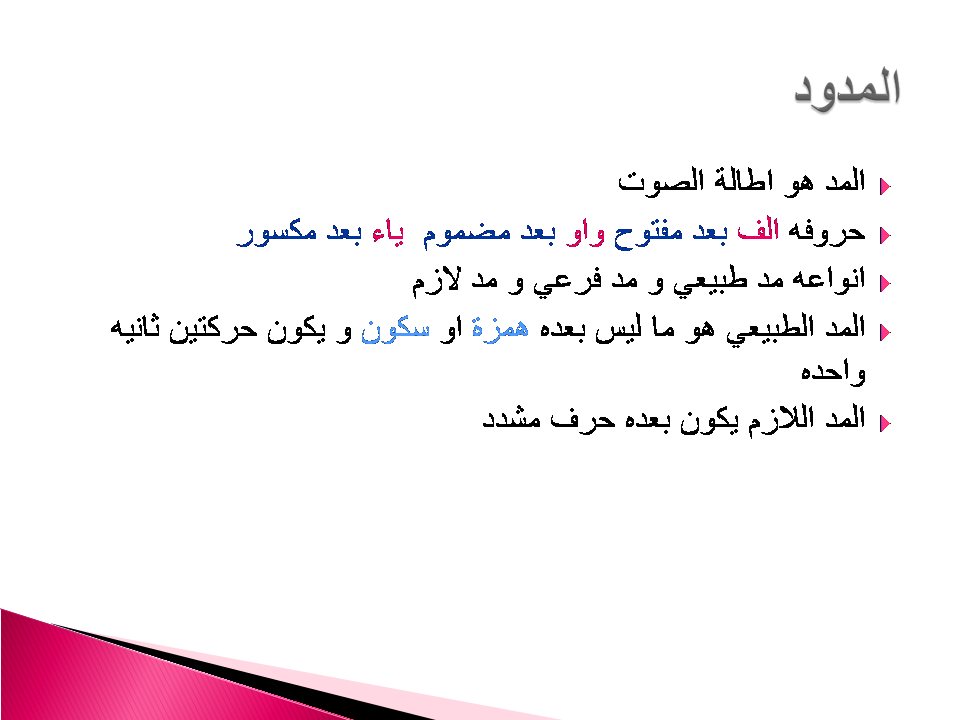 المدود
المد هو اطالة الصوت
حروفه الف بعد مفتوح واو بعد مضموم ياء بعد مكسور
انواعه مد طبيعي و مد فرعي و مد لازم
المد الطبيعي هو ما ليس بعده همزة او سكون و يكون حركتين ثانيه
واحده
المد اللازم يكون بعده حرف مشدد